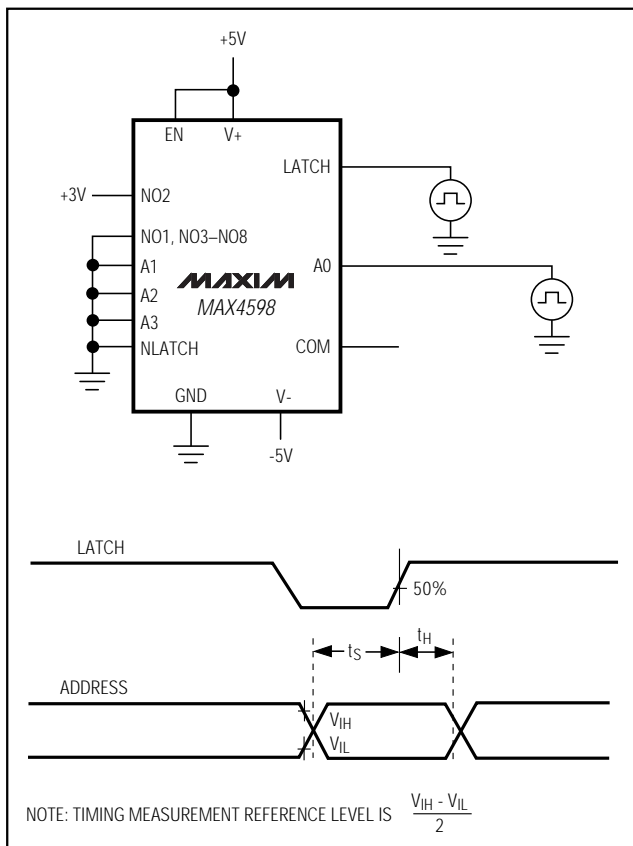 +5V
EN V+
LATCH
+3V NO2
NO1, NO3–NO8
A0
A1
MAXIM
A2
MAX4598
A3
NLATCH COM
GND V-
-5V
LATCH
50%
tS tH
ADDRESS
VIH
VIL
NOTE: TIMING MEASUREMENT REFERENCE LEVEL IS VIH - VIL
2